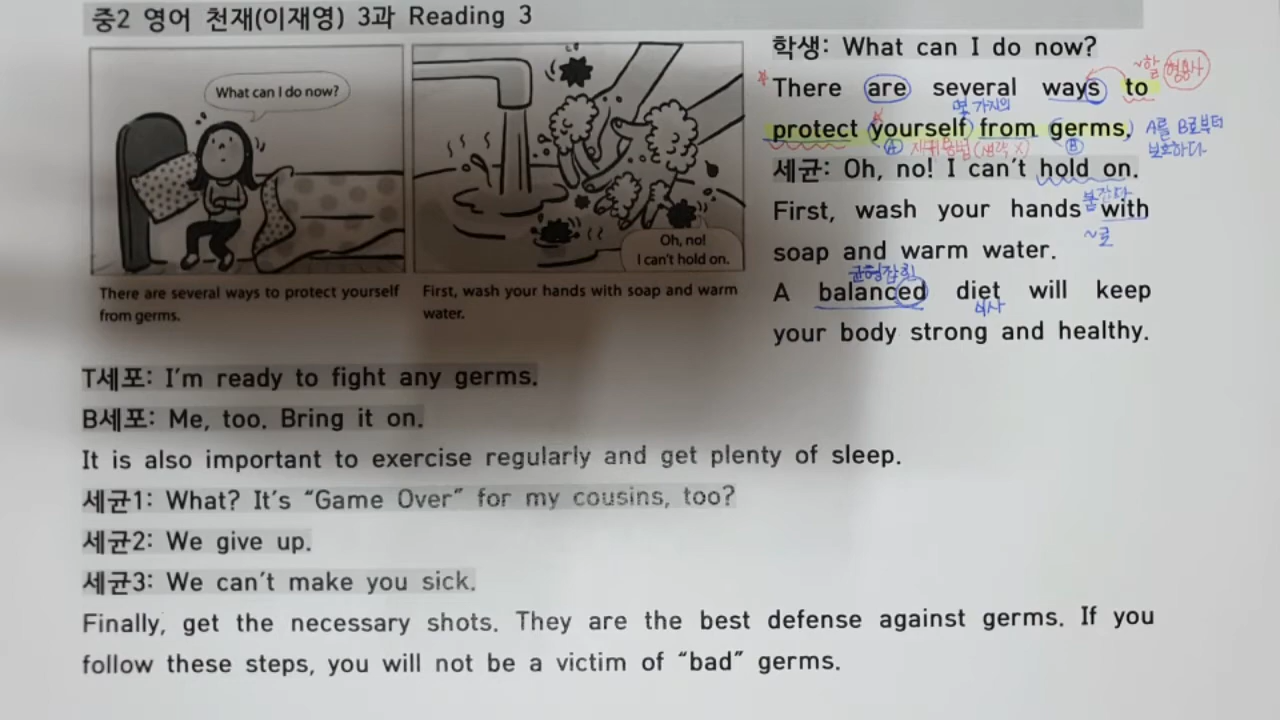 중2 영어 천재(이재영) 3과 Reading 3
What can I do now?
Oh, no!
I can't hold on.
There are several ways to protect yourself
from germs.
First, wash your hands with soap and warm
water.
학생: What can I do now?
~할 형용사
There are several ways to
몇 가지의
protect yourself from germs. A를 B로부터
A 재귀용법(생략 X) B 보호하다
세균: Oh, no! I can't hold on.
붙잡다
First, wash your hands with
~로
soap and warm water.
균형잡힌
A balanced diet will keep
식사
your body strong and healthy.
T세포: I'm ready to fight any germs.
B세포: Me, too. Bring it on.
It is also important to exercise regularly and get plenty of sleep.
세균1: What? It's “Game Over” for my cousins, too?
세균2: We give up.
세균3: We can't make you sick.
Finally, get the necessary shots. They are the best defense against germs. If you
follow these steps, you will not be a victim of “bad” germs.